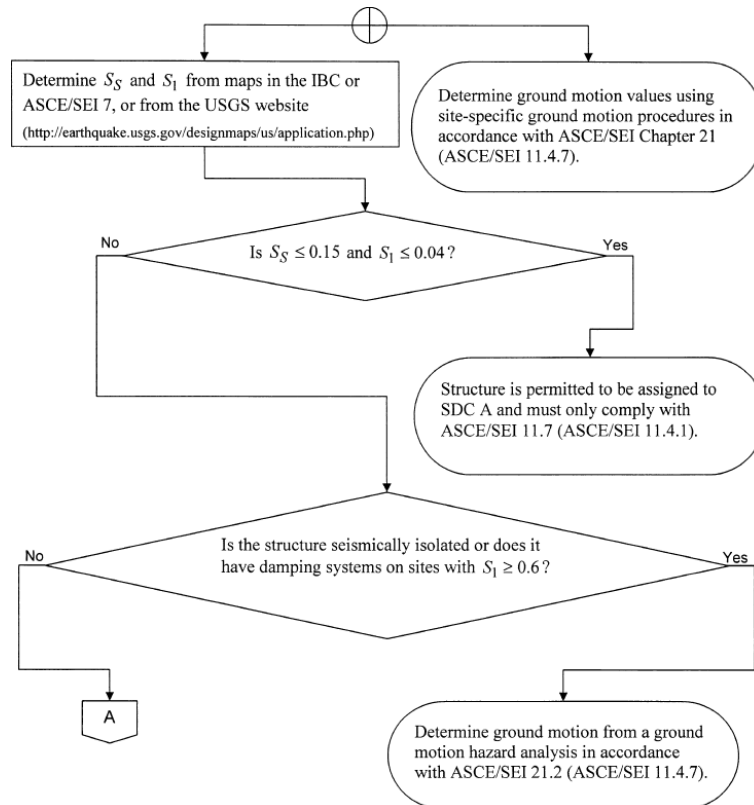 Determine S_S and S_1 from maps in the IBC or
ASCE/SEI 7, or from the USGS website
(http://earthquake.usgs.gov/designmaps/us/application.php)
Determine ground motion values using
site-specific ground motion procedures in
accordance with ASCE/SEI Chapter 21
(ASCE/SEI 11.4.7).
No
Is S_S ≤ 0.15 and S_1 ≤ 0.04?
Yes
Structure is permitted to be assigned to
SDC A and must only comply with
ASCE/SEI 11.7 (ASCE/SEI 11.4.1).
No
Is the structure seismically isolated or does it
have damping systems on sites with S_1 ≥ 0.6?
Yes
A
Determine ground motion from a ground
motion hazard analysis in accordance
with ASCE/SEI 21.2 (ASCE/SEI 11.4.7).